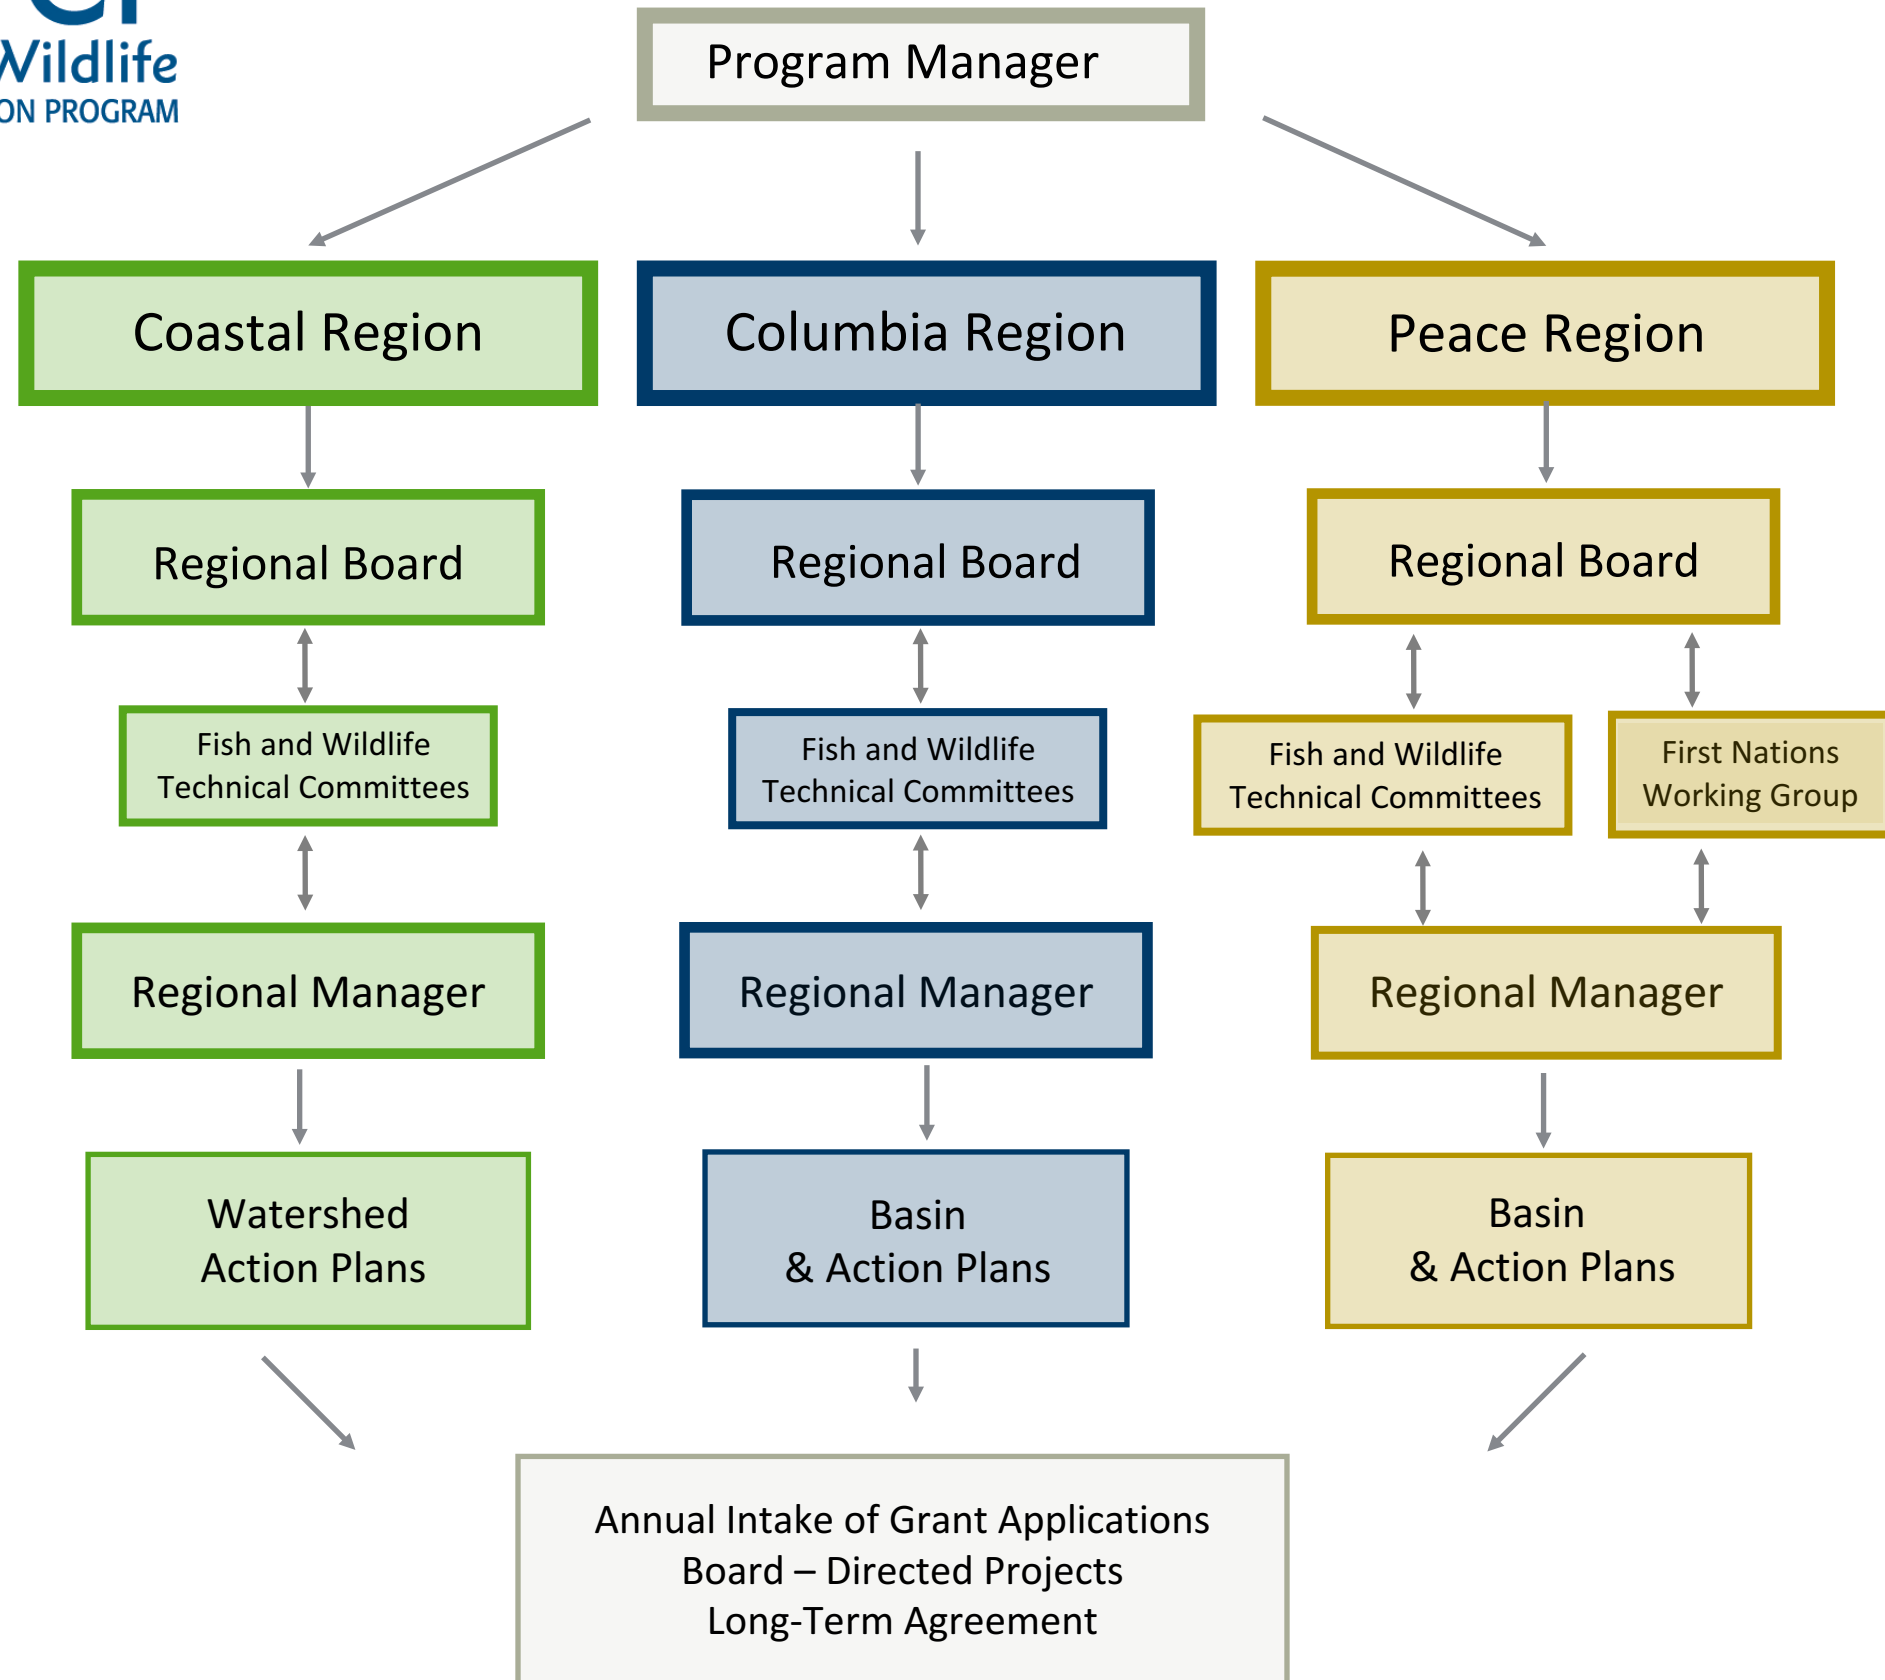 Wildlife
ON PROGRAM
Program Manager
Coastal Region
Columbia Region
Peace Region
Regional Board
Regional Board
Regional Board
Fish and Wildlife
Technical Committees
Fish and Wildlife
Technical Committees
Fish and Wildlife
Technical Committees
First Nations
Working Group
Regional Manager
Regional Manager
Regional Manager
Watershed
Action Plans
Basin
& Action Plans
Basin
& Action Plans
Annual Intake of Grant Applications
Board – Directed Projects
Long-Term Agreement